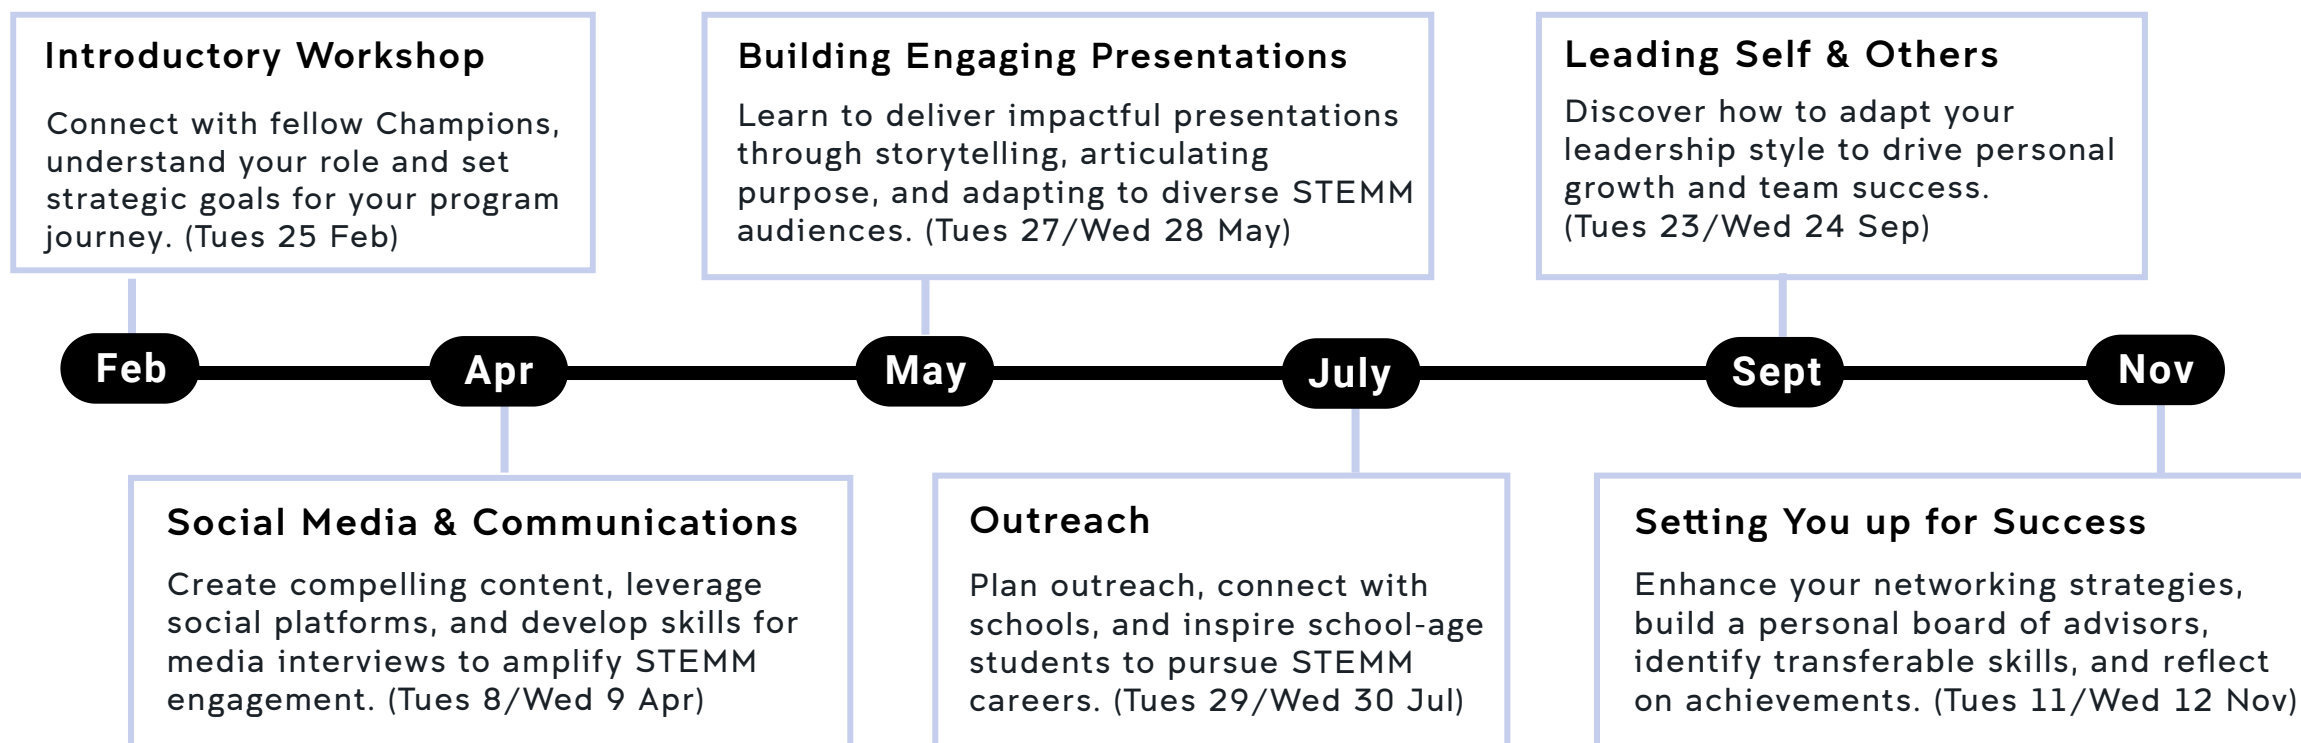 Introductory Workshop
Connect with fellow Champions,
understand your role and set
strategic goals for your program
journey. (Tues 25 Feb)
Building Engaging Presentations
Learn to deliver impactful presentations
through storytelling, articulating
purpose, and adapting to diverse STEMM
audiences. (Tues 27/Wed 28 May)
Leading Self & Others
Discover how to adapt your
leadership style to drive personal
growth and team success.
(Tues 23/Wed 24 Sep)
Feb
Apr
May
July
Sept
Nov
Social Media & Communications
Create compelling content, leverage
social platforms, and develop skills for
media interviews to amplify STEMM
engagement. (Tues 8/Wed 9 Apr)
Outreach
Plan outreach, connect with
schools, and inspire school-age
students to pursue STEMM
careers. (Tues 29/Wed 30 Jul)
Setting You up for Success
Enhance your networking strategies,
build a personal board of advisors,
identify transferable skills, and reflect
on achievements. (Tues 11/Wed 12 Nov)